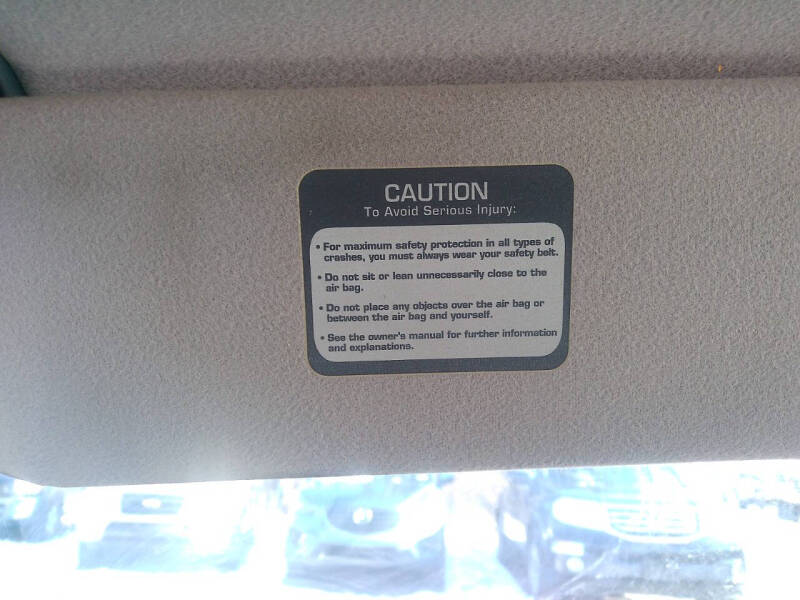 CAUTION
To Avoid Serious Injury:
• For maximum safety protection in all types of
crashes, you must always wear your safety belt.
• Do not sit or lean unnecessarily close to the
air bag.
• Do not place any objects over the air bag or
between the air bag and yourself.
• See the owner's manual for further information
and explanations.